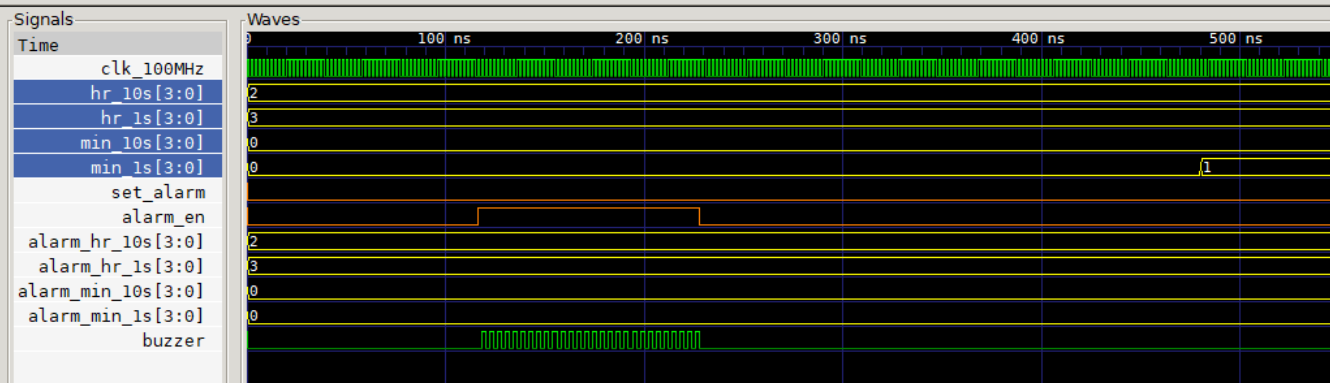 Signals
Waves
Time
0 100 ns 200 ns 300 ns 400 ns 500 ns
clk_100MHz
hr_10s[3:0] 2
hr_1s[3:0] 3
min_10s[3:0] 0
min_1s[3:0] 0 1
set_alarm
alarm_en
alarm_hr_10s[3:0] 2
alarm_hr_1s[3:0] 3
alarm_min_10s[3:0] 0
alarm_min_1s[3:0] 0
buzzer